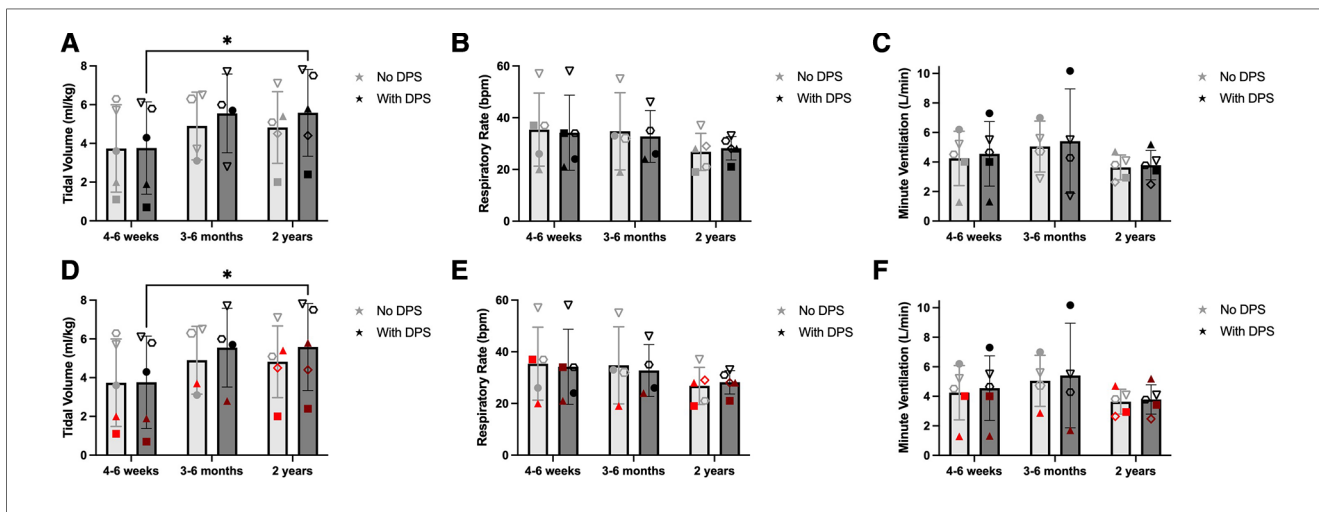 A
*
Tidal Volume (ml/kg)
8
6
4
2
0
4-6 weeks
3-6 months
2 years
No DPS
With DPS
B
Respiratory Rate (bpm)
60
40
20
0
4-6 weeks
3-6 months
2 years
No DPS
With DPS
C
Minute Ventilation (L/min)
10
8
6
4
2
0
4-6 weeks
3-6 months
2 years
No DPS
With DPS
D
*
Tidal Volume (ml/kg)
8
6
4
2
0
4-6 weeks
3-6 months
2 years
No DPS
With DPS
E
Respiratory Rate (bpm)
60
40
20
0
4-6 weeks
3-6 months
2 years
No DPS
With DPS
F
Minute Ventilation (L/min)
10
8
6
4
2
0
4-6 weeks
3-6 months
2 years
No DPS
With DPS